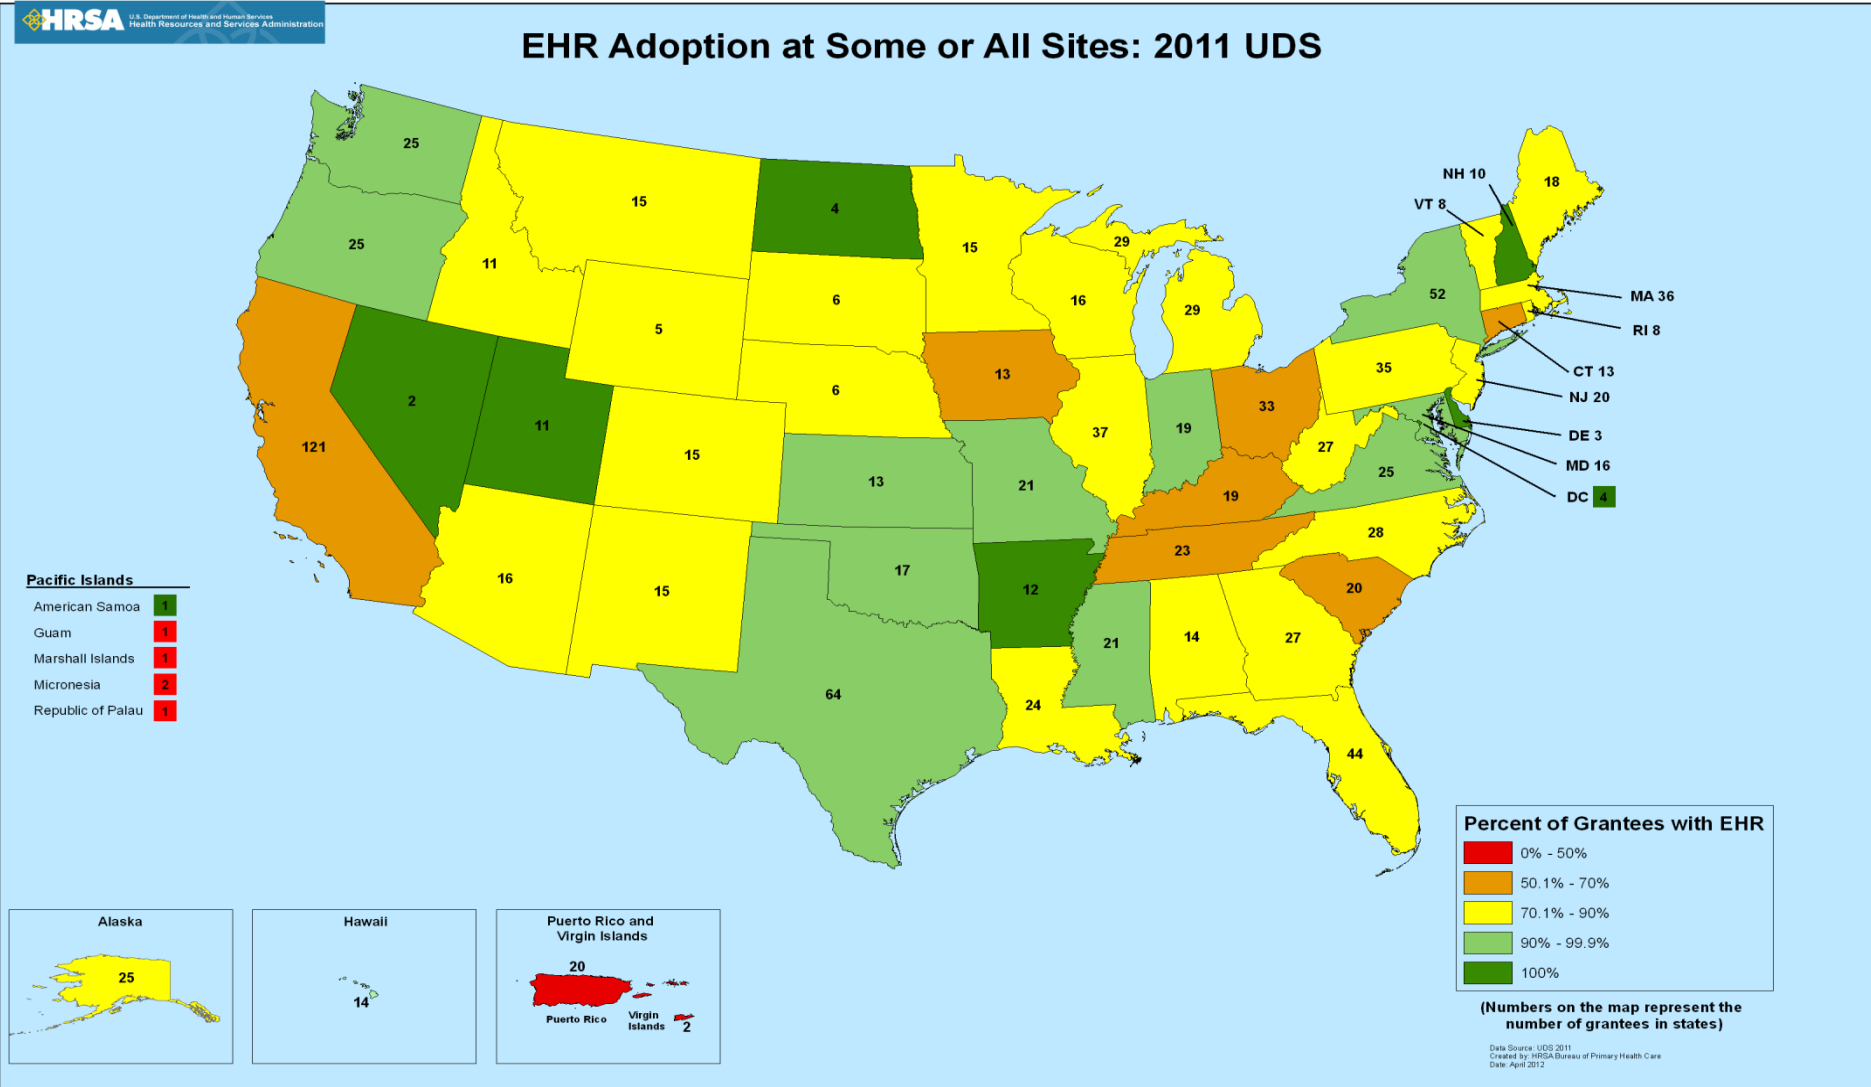 HRSA
U.S. Department of Health and Human Services
Health Resources and Services Administration
EHR Adoption at Some or All Sites: 2011 UDS
25
25
11
15
4
15
29
NH 10
VT 8
18
6
16
29
52
MA 36
RI 8
CT 13
NJ 20
5
6
13
37
19
33
35
27
DE 3
MD 16
DC 4
121
2
11
15
13
21
19
25
16
15
17
12
23
28
20
64
24
21
14
27
44
Pacific Islands
American Samoa 1
Guam 1
Marshall Islands 1
Micronesia 2
Republic of Palau 1
Alaska
25
Hawaii
14
Puerto Rico and
Virgin Islands
20
Puerto Rico
Virgin
Islands
2
Percent of Grantees with EHR
0% - 50%
50.1% - 70%
70.1% - 90%
90% - 99.9%
100%
(Numbers on the map represent the
number of grantees in states)
Data Source: UDS 2011
Created by: HRSA Bureau of Primary Health Care
Date: April 2012